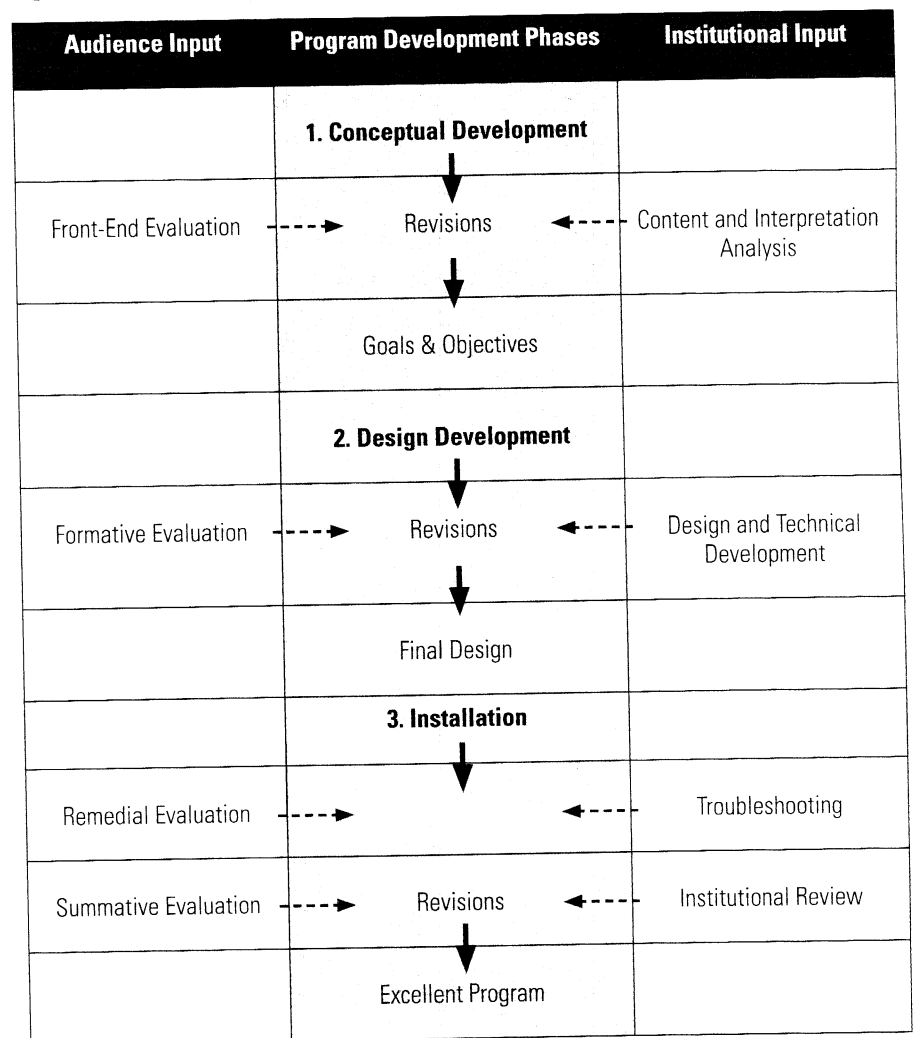 Audience Input
Program Development Phases
Institutional Input
1. Conceptual Development
Front-End Evaluation
Revisions
Content and Interpretation
Analysis
Goals & Objectives
2. Design Development
Formative Evaluation
Revisions
Design and Technical
Development
Final Design
3. Installation
Remedial Evaluation
Troubleshooting
Summative Evaluation
Revisions
Institutional Review
Excellent Program